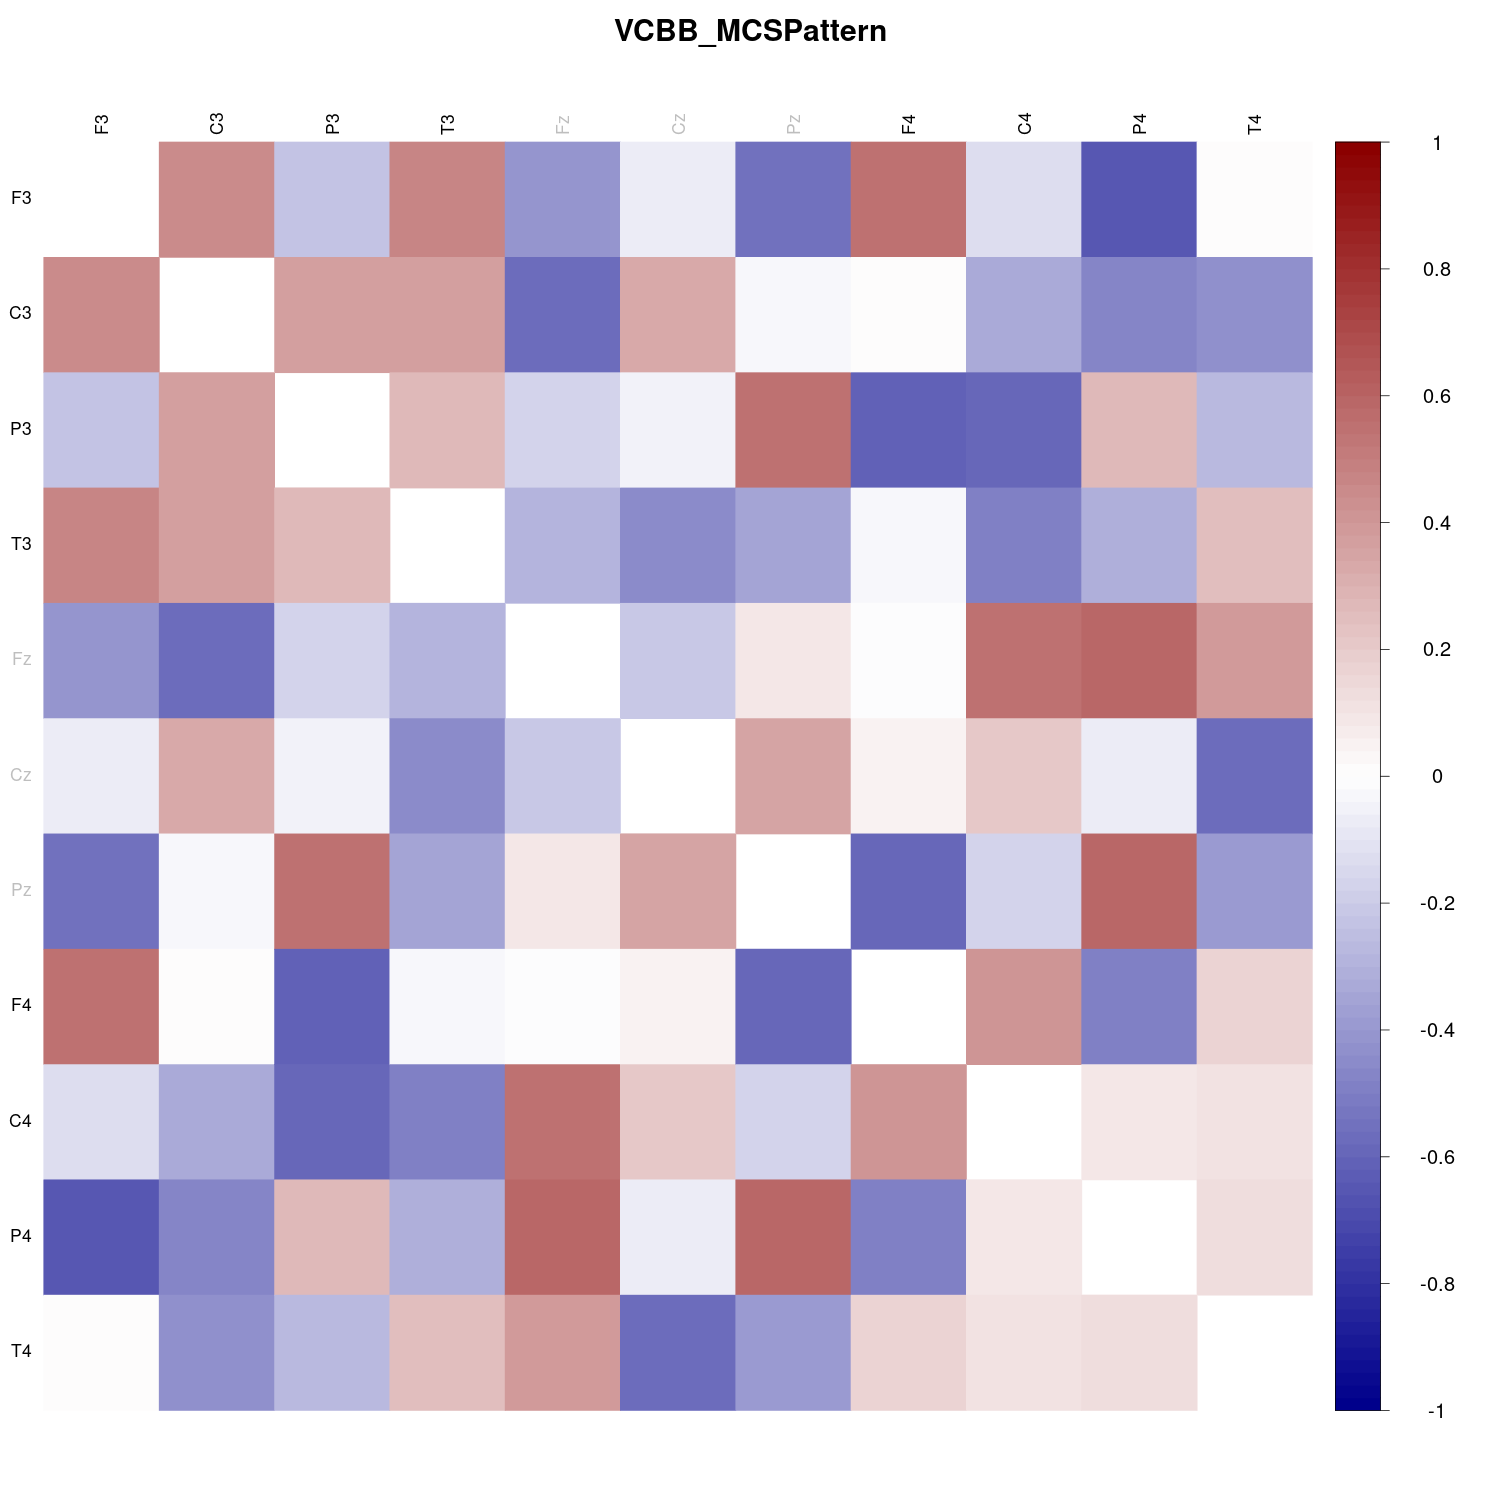 VCBB_MCSPattern
F3 C3 P3 T3 Fz Cz Pz F4 C4 P4 T4
F3
C3
P3
T3
Fz
Cz
Pz
F4
C4
P4
T4
1
0.8
0.6
0.4
0.2
0
-0.2
-0.4
-0.6
-0.8
-1